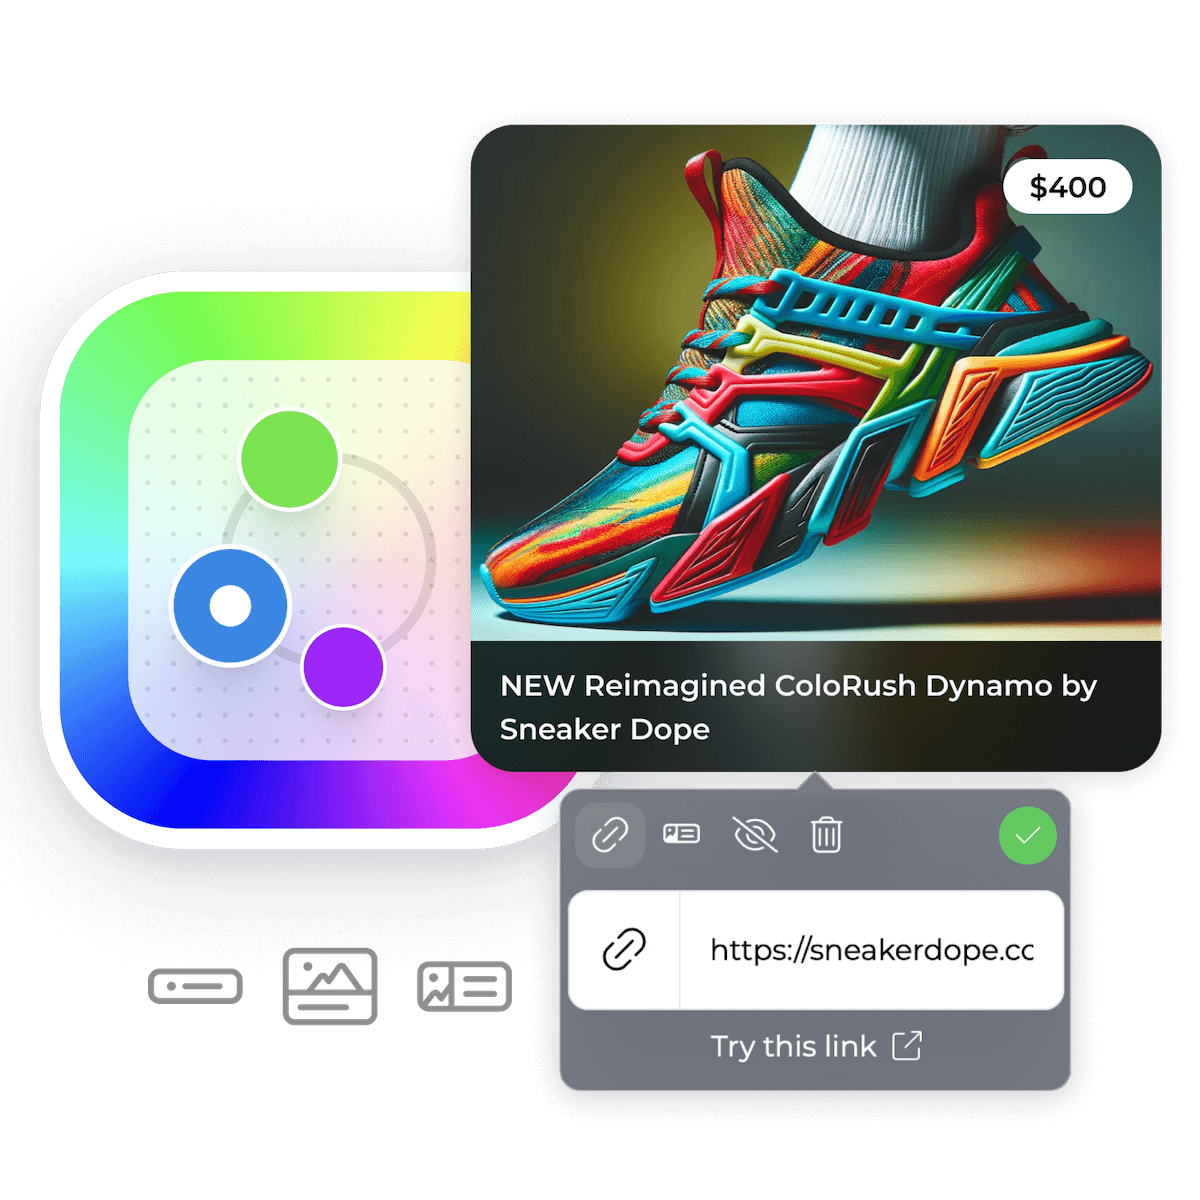 $400
NEW Reimagined ColoRush Dynamo by
Sneaker Dope
https://sneakerdope.cc
Try this link